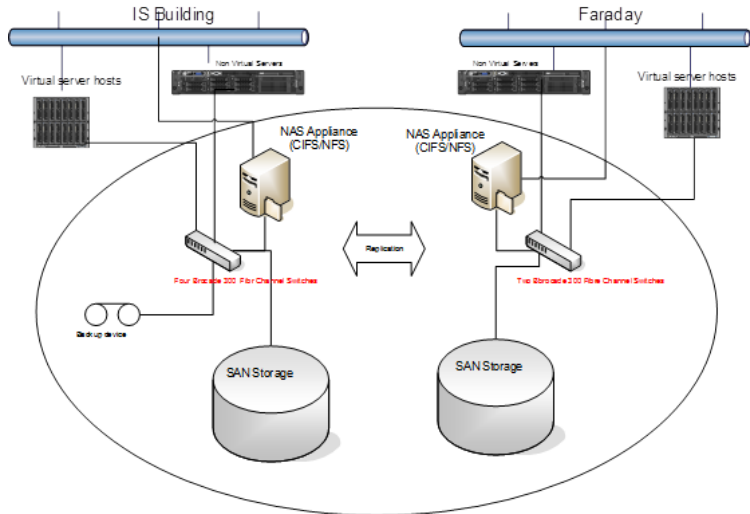 IS Building
Faraday
Non Virtual Servers
Non Virtual Servers
Virtual server hosts
Virtual server hosts
NAS Appliance
(CIFS/NFS)
NAS Appliance
(CIFS/NFS)
Replication
Four Brocade 300 Fibr Channel Switches
Two Bbrocade 300 Fibre Channel Switches
Backup device
SAN Storage
SAN Storage